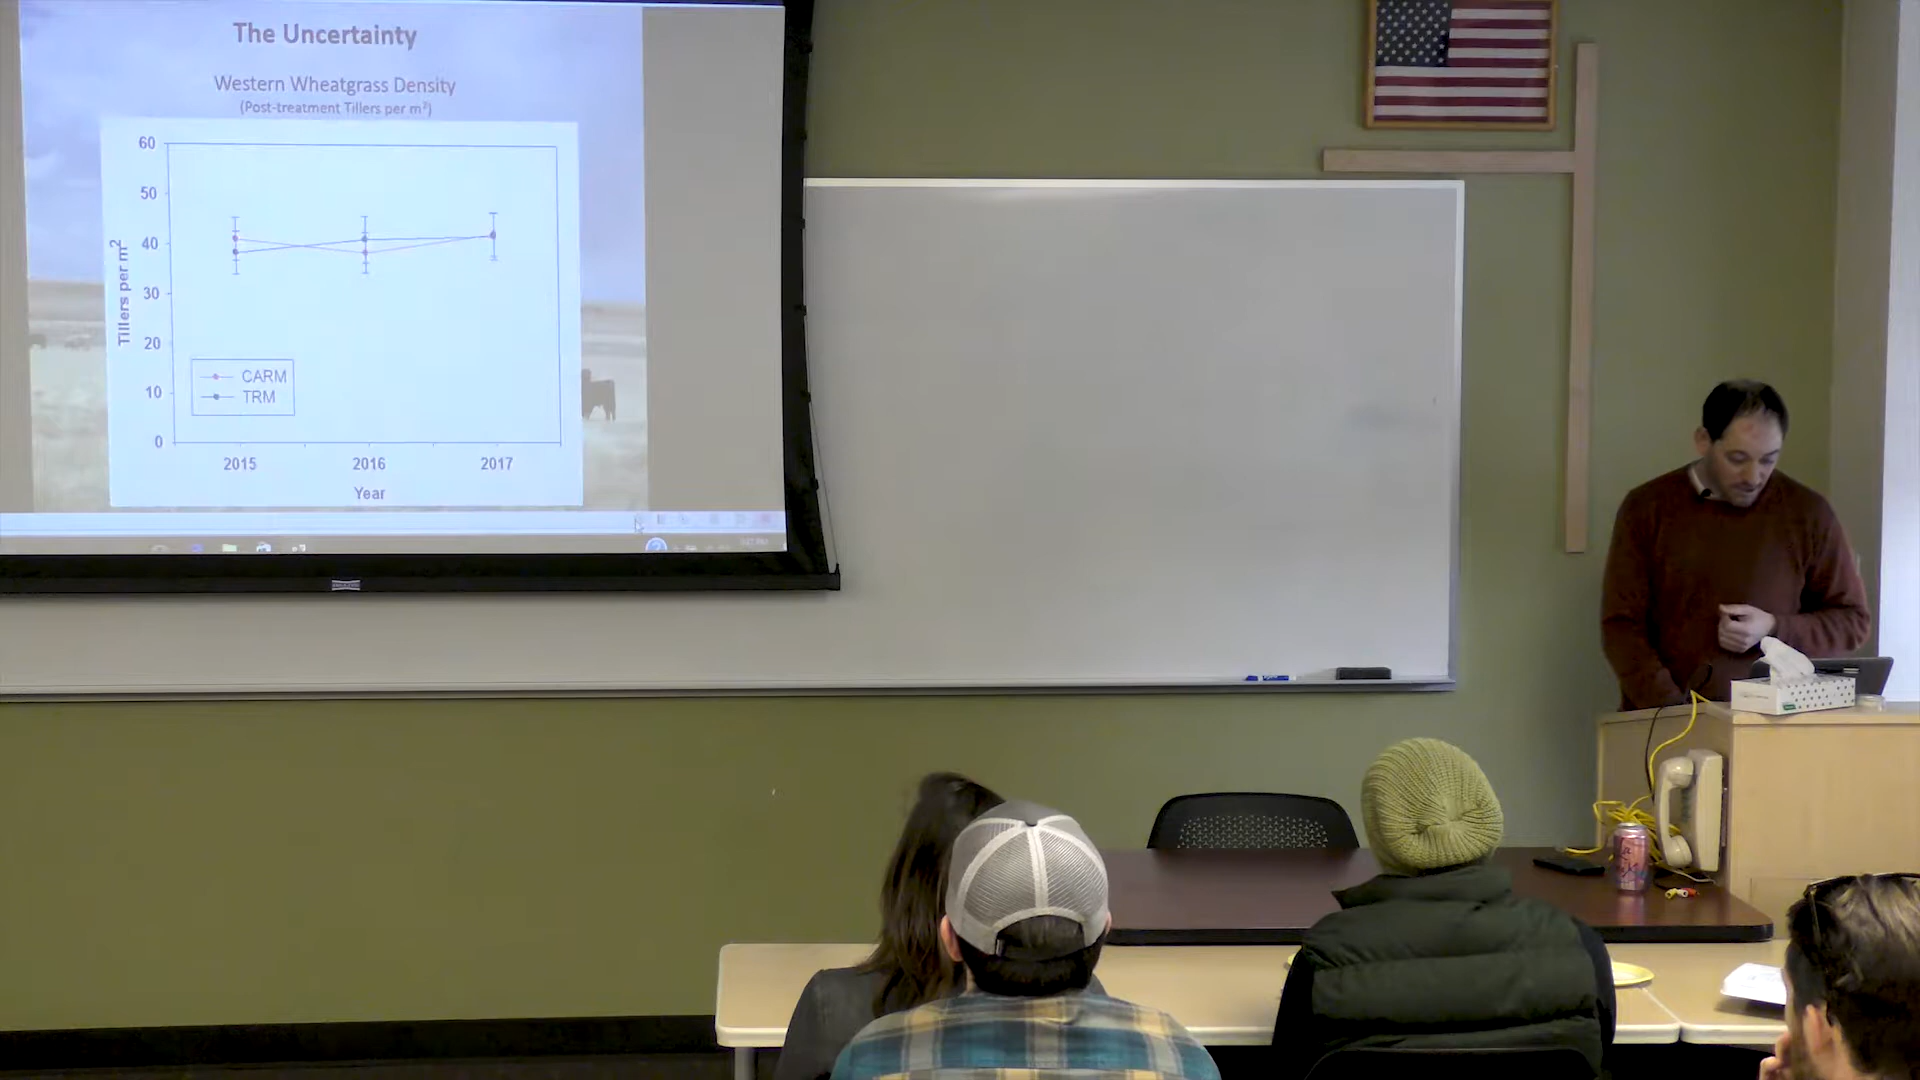 The Uncertainty
Western Wheatgrass Density
(Post-treatment Tillers per m²)
60
50
40
30
20
10
0
Tillers per m²
CARM
TRM
2015
2016
2017
Year